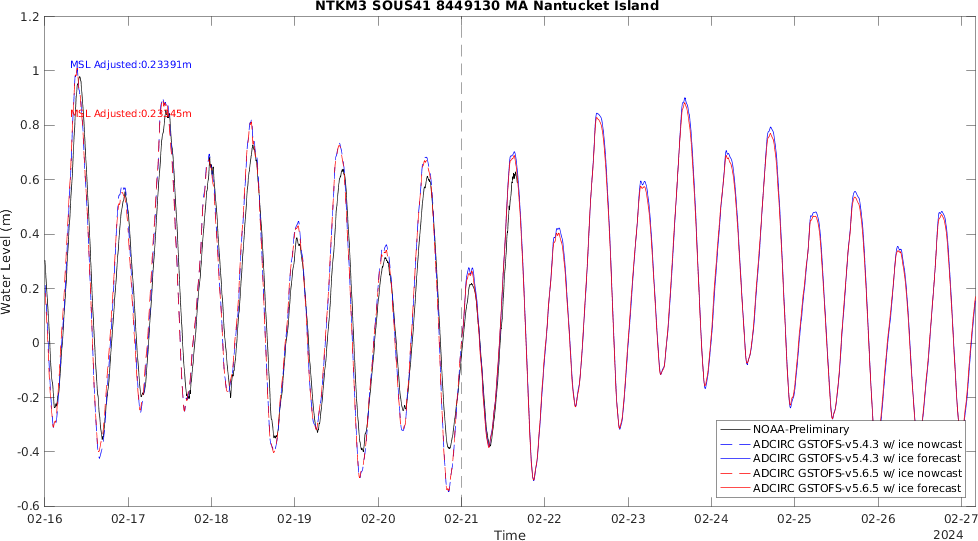 NTKM3 SOUS41 8449130 MA Nantucket Island
1.2
1
0.8
0.6
0.4
0.2
0
-0.2
-0.4
-0.6
Water Level (m)
MSL Adjusted:0.23391m
MSL
NOAA-Preliminary
ADCIRC GSTOFS-v5.4.3 w/ ice nowcast
ADCIRC GSTOFS-v5.4.3 w/ ice forecast
ADCIRC GSTOFS-v5.6.5 w/ ice nowcast
ADCIRC GSTOFS-v5.6.5 w/ ice forecast
02-16 02-17 02-18 02-19 02-20 02-21 02-22 02-23 02-24 02-25 02-26 02-27
Time
2024